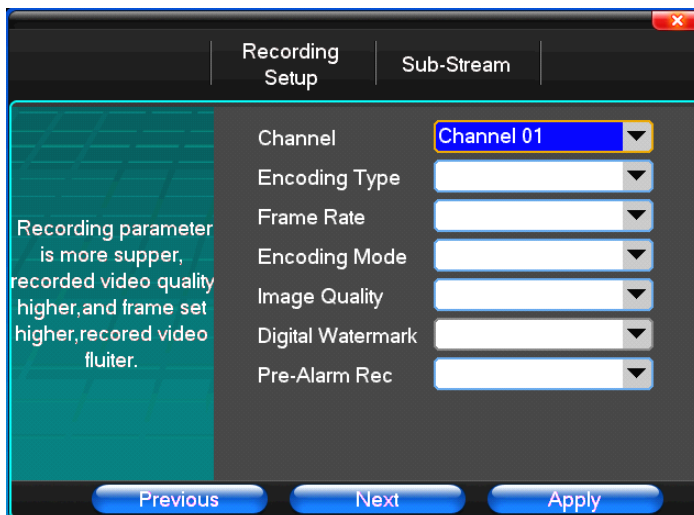 Recording
Setup
Sub-Stream
Channel
Channel 01
Encoding Type
Frame Rate
Encoding Mode
Image Quality
Digital Watermark
Pre-Alarm Rec
Recording parameter
is more supper,
recorded video quality
higher,and frame set
higher,recored video
fluiter.
Previous
Next
Apply